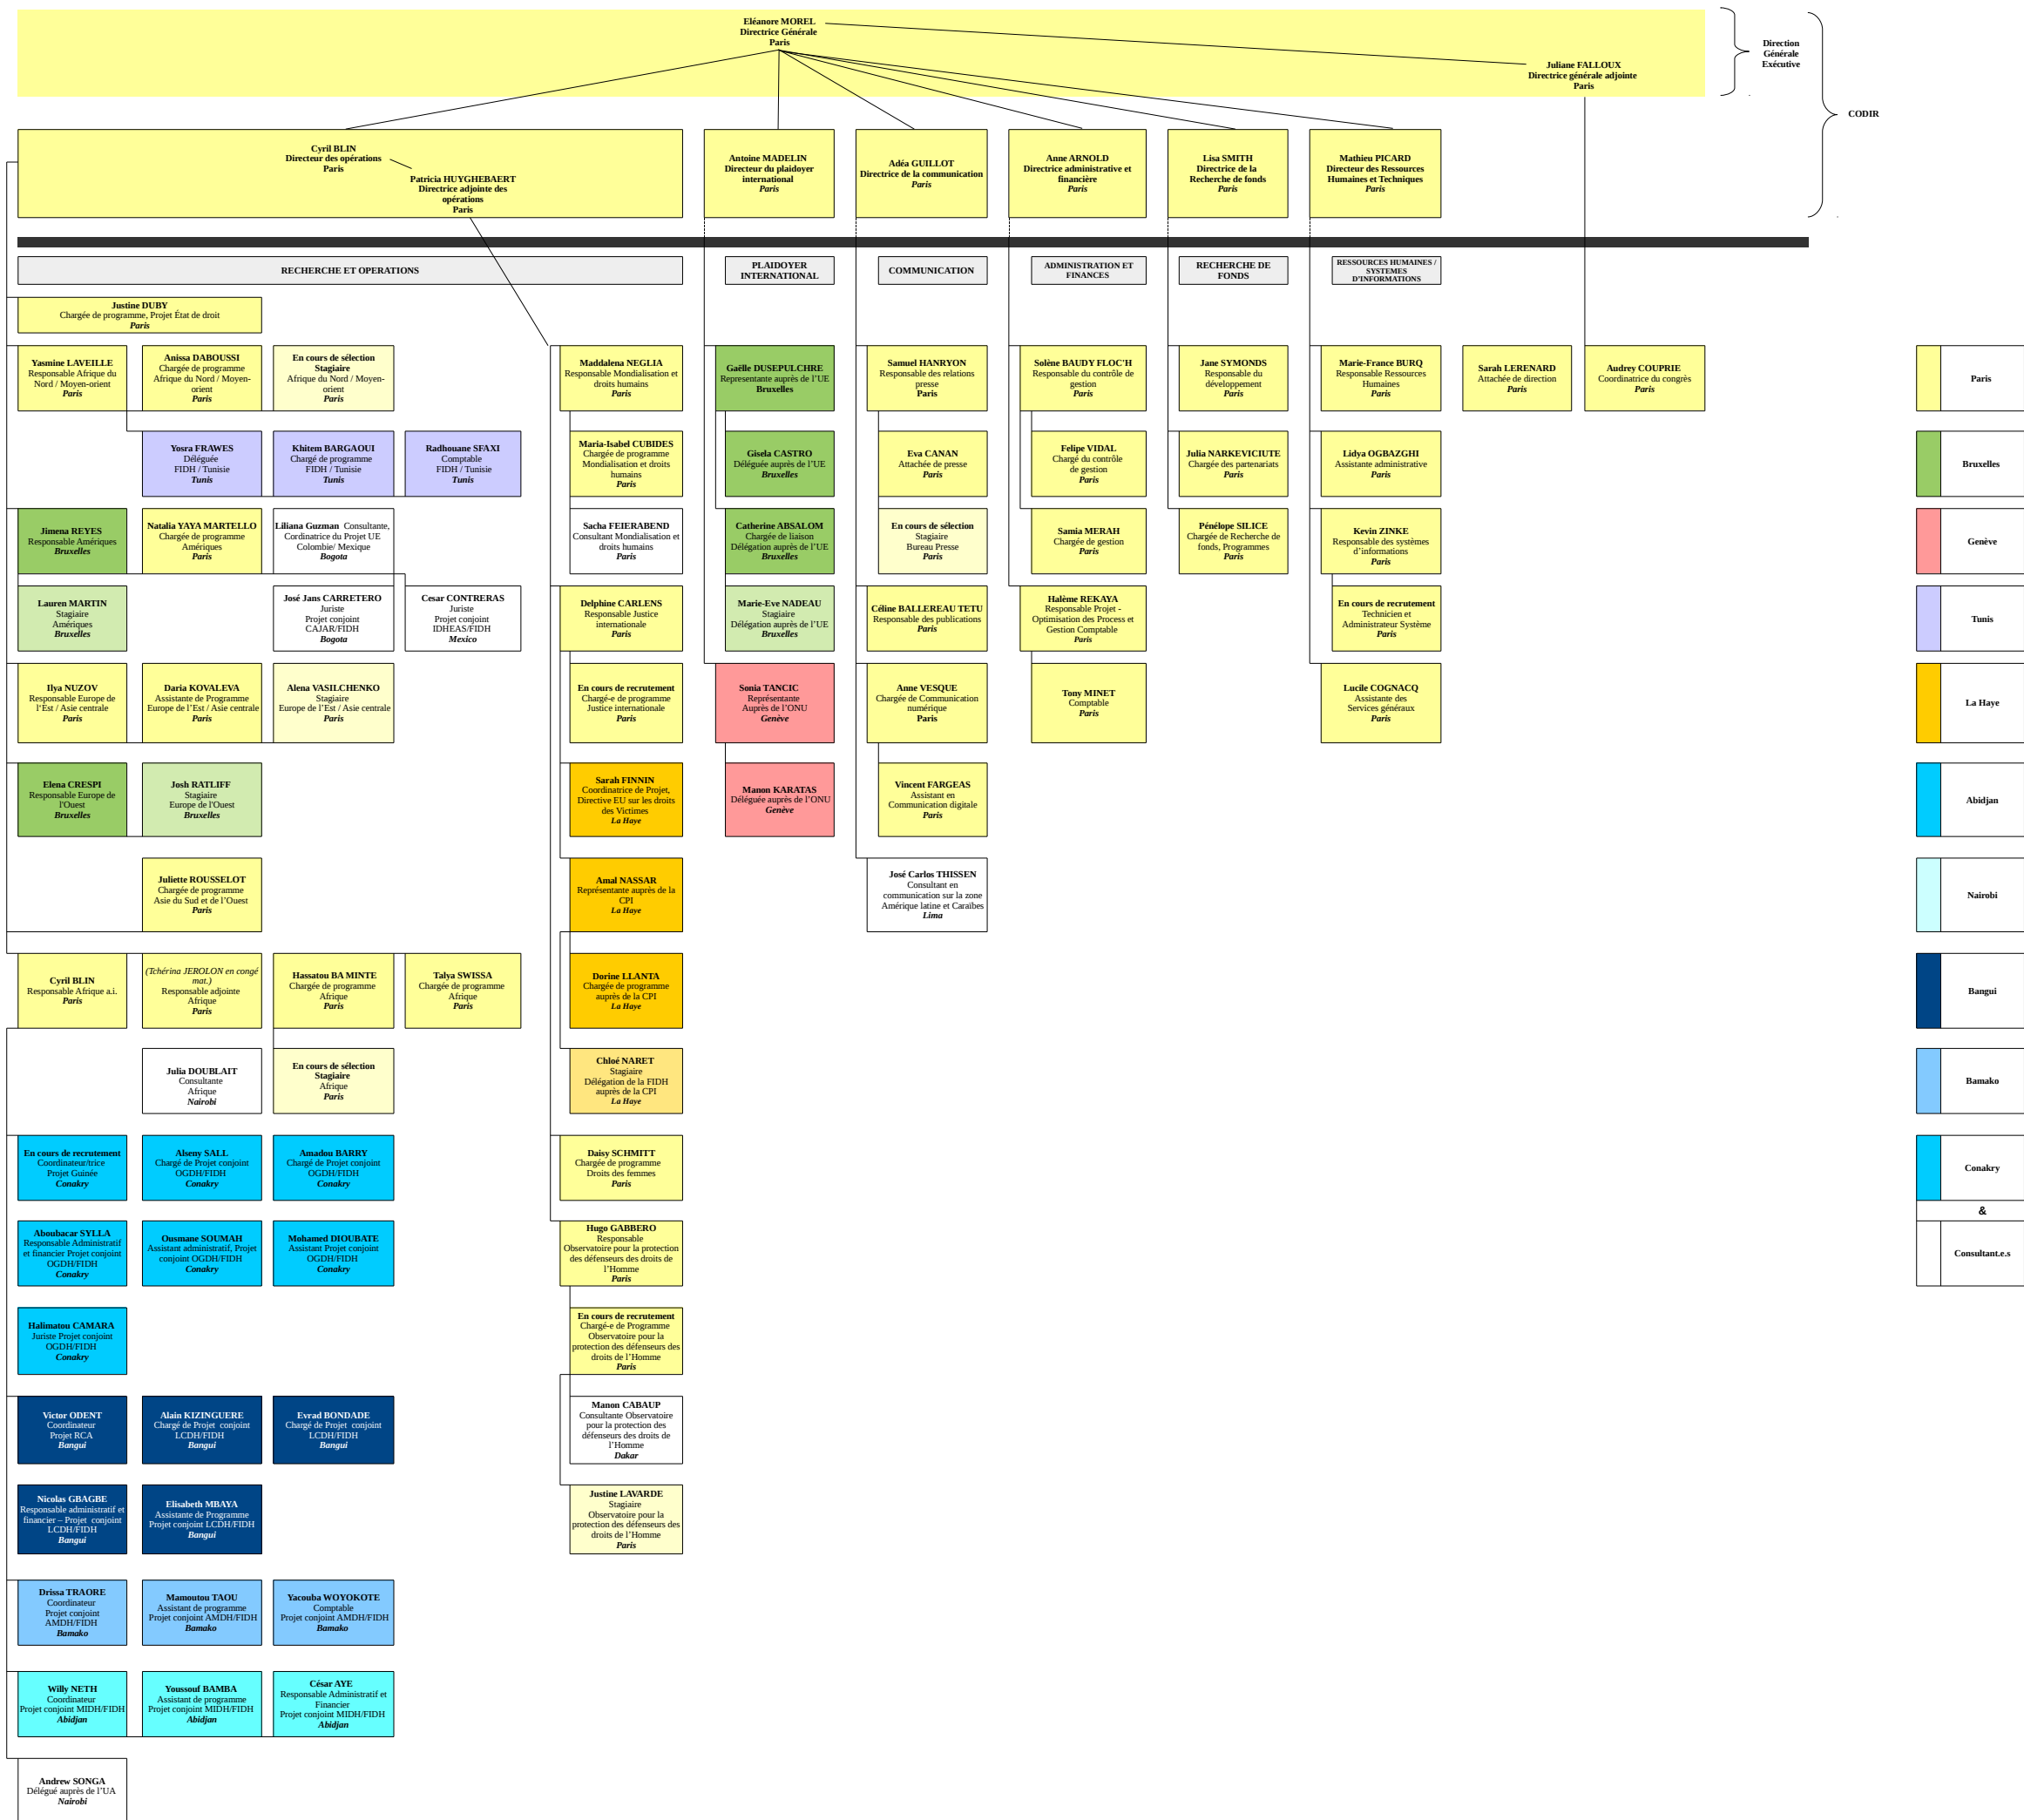 Eléanore MOREL
Directrice Générale
Paris
Direction
Générale
Exécutive
Juliane FALLOUX
Directrice générale adjointe
Paris
CODIR
Cyril BLIN
Directeur des opérations
Paris
Patricia HUYGHEBAERT
Directrice adjointe des
opérations
Paris
Antoine MADELIN
Directeur du plaidoyer
international
Paris
Adéa GUILLOT
Directrice de la communication
Paris
Anne ARNOLD
Directrice administrative et
financière
Paris
Lisa SMITH
Directrice de la
Recherche de fonds
Paris
Mathieu PICARD
Directeur des Ressources
Humaines et Techniques
Paris
RECHERCHE ET OPERATIONS
PLAIDOYER
INTERNATIONAL
COMMUNICATION
ADMINISTRATION ET
FINANCES
RECHERCHE DE
FONDS
RESSOURCES HUMAINES /
SYSTEMES
D'INFORMATIONS
Justine DUBY
Chargée de programme, Projet État de droit
Paris
Yasmine LAVEILLE
Responsable Afrique du
Nord / Moyen-orient
Paris
Anissa DABOUSSI
Chargée de programme
Afrique du Nord / Moyen-
orient
Paris
En cours de sélection
Stagiaire
Afrique du Nord / Moyen-
orient
Paris
Maddalena NEGLIA
Responsable Mondialisation et
droits humains
Paris
Gaëlle DUSEPULCHRE
Representante auprès de l'UE
Bruxelles
Samuel HANRYON
Responsable des relations
presse
Paris
Solène BAUDY FLOC'H
Responsable du contrôle de
gestion
Paris
Jane SYMONDS
Responsable du
développement
Paris
Marie-France BURQ
Responsable Ressources
Humaines
Paris
Sarah LERENARD
Attachée de direction
Paris
Audrey COUPRIE
Coordinatrice du congrès
Paris
Paris
Yosra FRAWES
Déléguée
FIDH / Tunisie
Tunis
Khitem BARGAOUI
Chargé de programme
FIDH / Tunisie
Tunis
Radhouane SFAXI
Comptable
FIDH / Tunisie
Tunis
Maria-Isabel CUBIDES
Chargée de programme
Mondialisation et droits
humains
Paris
Gisela CASTRO
Déléguée auprès de l'UE
Bruxelles
Eva CANAN
Attachée de presse
Paris
Felipe VIDAL
Chargé du contrôle
de gestion
Paris
Julia NARKEVICIUTE
Chargée des partenariats
Paris
Lidya OGBAZGHI
Assistante administrative
Paris
Bruxelles
Jimena REYES
Responsable Amériques
Bruxelles
Natalia YAYA MARTELLO
Chargée de programme
Amériques
Paris
Liliana Guzman Consultante,
Cordinatrice du Projet UE
Colombie/ Mexique
Bogota
Sacha FEIERABEND
Consultant Mondialisation et
droits humains
Paris
Catherine ABSALOM
Chargée de liaison
Délégation auprès de l'UE
Bruxelles
En cours de sélection
Stagiaire
Bureau Presse
Paris
Samia MERAH
Chargée de gestion
Paris
Pénélope SILICE
Chargée de Recherche de
fonds, Programmes
Paris
Kevin ZINKE
Responsable des systèmes
d'informations
Paris
Genève
Lauren MARTIN
Stagiaire
Amériques
Bruxelles
José Jans CARRETERO
Juriste
Projet conjoint
CAJAR/FIDH
Bogota
Cesar CONTRERAS
Juriste
Projet conjoint
IDHEAS/FIDH
Mexico
Delphine CARLENS
Responsable Justice
internationale
Paris
Marie-Eve NADEAU
Stagiaire
Délégation auprès de l'UE
Bruxelles
Céline BALLEREAU TETU
Responsable des publications
Paris
Halème REKAYA
Responsable Projet -
Optimisation des Process et
Gestion Comptable
Paris
En cours de recrutement
Technicien et
Administrateur Système
Paris
Tunis
Ilya NUZOV
Responsable Europe de
l'Est / Asie centrale
Paris
Daria KOVALEVA
Assistante de Programme
Europe de l'Est / Asie centrale
Paris
Alena VASILCHENKO
Stagiaire
Europe de l'Est / Asie centrale
Paris
En cours de recrutement
Chargé-e de programme
Justice internationale
Paris
Sonia TANCIC
Représentante
Auprès de l'ONU
Genève
Anne VESQUE
Chargée de Communication
numérique
Paris
Tony MINET
Comptable
Paris
Lucile COGNACQ
Assistante des
Services généraux
Paris
La Haye
Elena CRESPI
Responsable Europe de
l'Ouest
Bruxelles
Josh RATLIFF
Stagiaire
Europe de l'Ouest
Bruxelles
Sarah FINNIN
Coordinatrice de Projet,
Directive EU sur les droits
des Victimes
La Haye
Manon KARATAS
Déléguée auprès de l'ONU
Genève
Vincent FARGEAS
Assistant en
Communication digitale
Paris
Abidjan
Juliette ROUSSELOT
Chargée de programme
Asie du Sud et de l'Ouest
Paris
Amal NASSAR
Représentante auprès de la
CPI
La Haye
José Carlos THISSEN
Consultant en
communication sur la zone
Amérique latine et Caraïbes
Lima
Nairobi
Cyril BLIN
Responsable Afrique a.i.
Paris
(Tchérina JEROLON en congé
mat.)
Responsable adjointe
Afrique
Paris
Hassatou BA MINTE
Chargée de programme
Afrique
Paris
Talya SWISSA
Chargée de programme
Afrique
Paris
Dorine LLANTA
Chargée de programme
auprès de la CPI
La Haye
Bangui
Julia DOUBLAIT
Consultante
Afrique
Nairobi
En cours de sélection
Stagiaire
Afrique
Paris
Chloé NARET
Stagiaire
Délégation de la FIDH
auprès de la CPI
La Haye
Bamako
En cours de recrutement
Coordinateur/trice
Projet Guinée
Conakry
Alseny SALL
Chargé de Projet conjoint
OGDH/FIDH
Conakry
Amadou BARRY
Chargé de Projet conjoint
OGDH/FIDH
Conakry
Daisy SCHMITT
Chargée de programme
Droits des femmes
Paris
Conakry
&
Aboubacar SYLLA
Responsable Administratif
et financier Projet conjoint
OGDH/FIDH
Conakry
Ousmane SOUMAH
Assistant administratif, Projet
conjoint OGDH/FIDH
Conakry
Mohamed DIOUBATE
Assistant Projet conjoint
OGDH/FIDH
Conakry
Hugo GABBERO
Responsable
Observatoire pour la protection
des défenseurs des droits de
l'Homme
Paris
Consultant.e.s
Halimatou CAMARA
Juriste Projet conjoint
OGDH/FIDH
Conakry
En cours de recrutement
Chargé-e de Programme
Observatoire pour la
protection des défenseurs des
droits de l'Homme
Paris
Victor ODENT
Coordinateur
Projet RCA
Bangui
Alain KIZINGUERE
Chargé de Projet conjoint
LCDH/FIDH
Bangui
Evrad BONDADE
Chargé de Projet conjoint
LCDH/FIDH
Bangui
Manon CABAUP
Consultante Observatoire
pour la protection des
défenseurs des droits de
l'Homme
Dakar
Nicolas GBAGBE
Responsable administratif et
financier – Projet conjoint
LCDH/FIDH
Bangui
Elisabeth MBAYA
Assistante de Programme
Projet conjoint LCDH/FIDH
Bangui
Justine LAVARDE
Stagiaire
Observatoire pour la
protection des défenseurs des
droits de l'Homme
Paris
Drissa TRAORE
Coordinateur
Projet conjoint
AMDH/FIDH
Bamako
Mamoutou TAOU
Assistant de programme
Projet conjoint AMDH/FIDH
Bamako
Yacouba WOYOKOTE
Comptable
Projet conjoint AMDH/FIDH
Bamako
Willy NETH
Coordinateur
Projet conjoint MIDH/FIDH
Abidjan
Youssouf BAMBA
Assistant de programme
Projet conjoint MIDH/FIDH
Abidjan
César AYE
Responsable Administratif et
Financier
Projet conjoint MIDH/FIDH
Abidjan
Andrew SONGA
Délégué auprès de l'UA
Nairobi